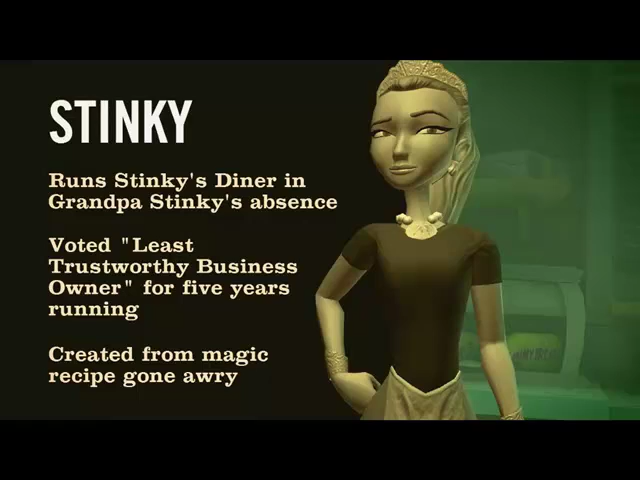 STINKY
Runs Stinky's Diner in
Grandpa Stinky's absence
Voted "Least
Trustworthy Business
Owner" for five years
running
Created from magic
recipe gone awry